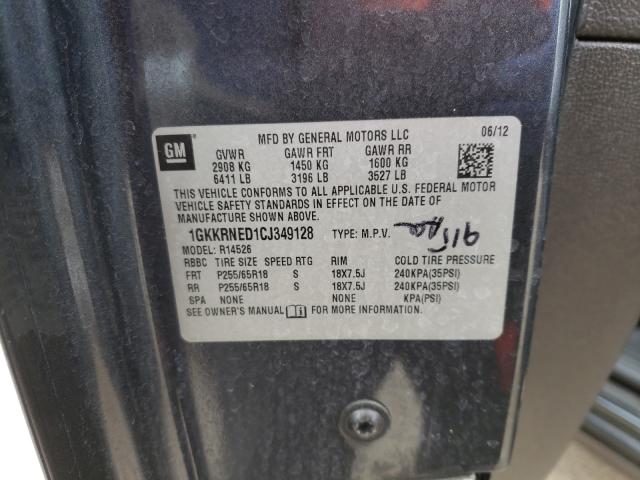 GM
MFD BY GENERAL MOTORS LLC 06/12
GVWR GAWR FRT GAWR RR
2908 KG 1450 KG 1600 KG
6411 LB 3196 LB 3527 LB
THIS VEHICLE CONFORMS TO ALL APPLICABLE U.S. FEDERAL MOTOR
VEHICLE SAFETY STANDARDS IN EFFECT ON THE DATE OF
MANUFACTURE SHOWN ABOVE.
1GKKRNED1CJ349128 TYPE: M.P.V.
MODEL: R14526
RBBC TIRE SIZE SPEED RTG RIM COLD TIRE PRESSURE
FRT P255/65R18 S 18X7.5J 240KPA(35PSI)
RR P255/65R18 S 18X7.5J 240KPA(35PSI)
SPA NONE NONE KPA(PSI)
SEE OWNER'S MANUAL FOR MORE INFORMATION.